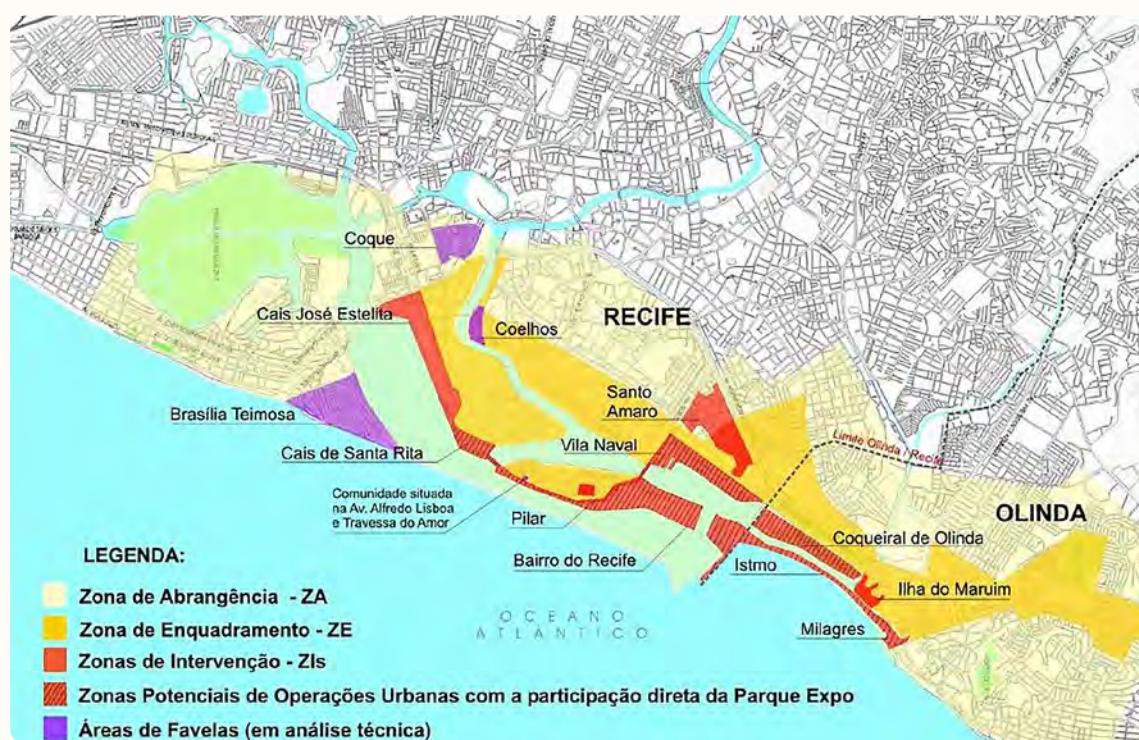 Coque
Cais José Estelita
RECIFE
Coelhos
Santo
Amaro
Brasília Teimosa
Vila Naval
Limite Olinda / Recife
Cais de Santa Rita
Comunidade situada
na Av. Alfredo Lisboa
e Travessa do Amor
Pilar
OLINDA
Coqueiral de Olinda
Bairro do Recife
Istmo
Ilha do Maruim
Milagres
OCEANO
ATLÂNTICO
LEGENDA:
Zona de Abrangência - ZA
Zona de Enquadramento - ZE
Zonas de Intervenção - ZIs
Zonas Potenciais de Operações Urbanas com a participação direta da Parque Expo
Áreas de Favelas (em análise técnica)